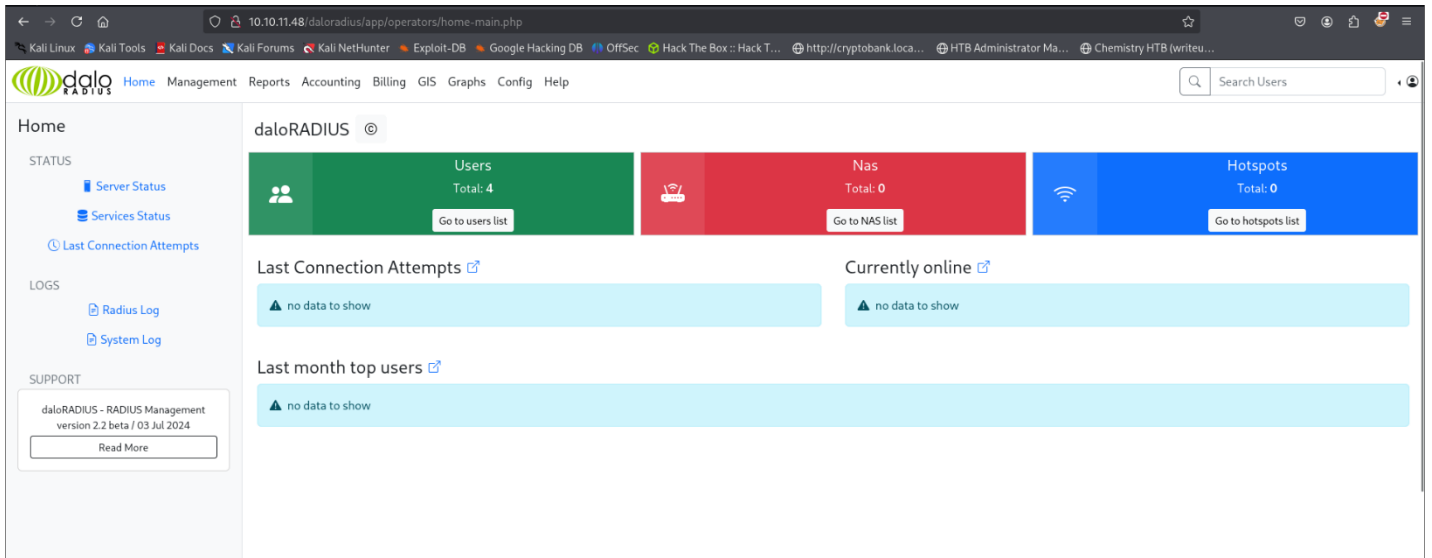 10.10.11.48/daloradius/app/operators/home-main.php
Kali Linux Kali Tools Kali Docs Kali Forums Kali NetHunter Exploit-DB Google Hacking DB OffSec Hack The Box :: Hack T... http://cryptobank.loca... HTB Administrator Ma... Chemistry HTB (writeu...
dalo RADIUS Home Management Reports Accounting Billing GIS Graphs Config Help Search Users
Home
STATUS
Server Status
Services Status
Last Connection Attempts
LOGS
Radius Log
System Log
SUPPORT
daloRADIUS - RADIUS Management
version 2.2 beta / 03 Jul 2024
Read More
daloRADIUS ©
Users
Total: 4
Go to users list
Nas
Total: 0
Go to NAS list
Hotspots
Total: 0
Go to hotspots list
Last Connection Attempts
no data to show
Currently online
no data to show
Last month top users
no data to show